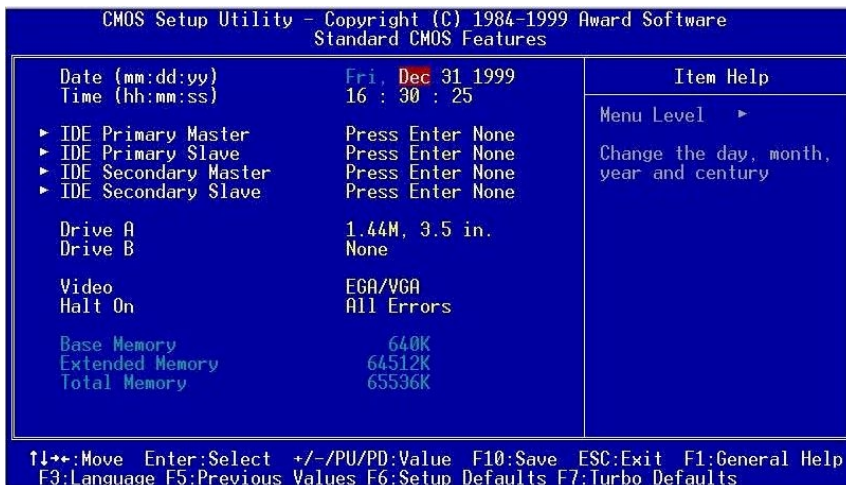 CMOS Setup Utility - Copyright (C) 1984-1999 Award Software
Standard CMOS Features
Date (mm:dd:yy) Fri, Dec 31 1999
Time (hh:mm:ss) 16 : 30 : 25
► IDE Primary Master Press Enter None
► IDE Primary Slave Press Enter None
► IDE Secondary Master Press Enter None
► IDE Secondary Slave Press Enter None
Drive A 1.44M, 3.5 in.
Drive B None
Video EGA/VGA
Halt On All Errors
Base Memory 640K
Extended Memory 64512K
Total Memory 65536K
Item Help
Menu Level ►
Change the day, month,
year and century
↑↓→←:Move Enter:Select +/-/PU/PD:Value F10:Save ESC:Exit F1:General Help
F3:Language F5:Previous Values F6:Setup Defaults F7:Turbo Defaults